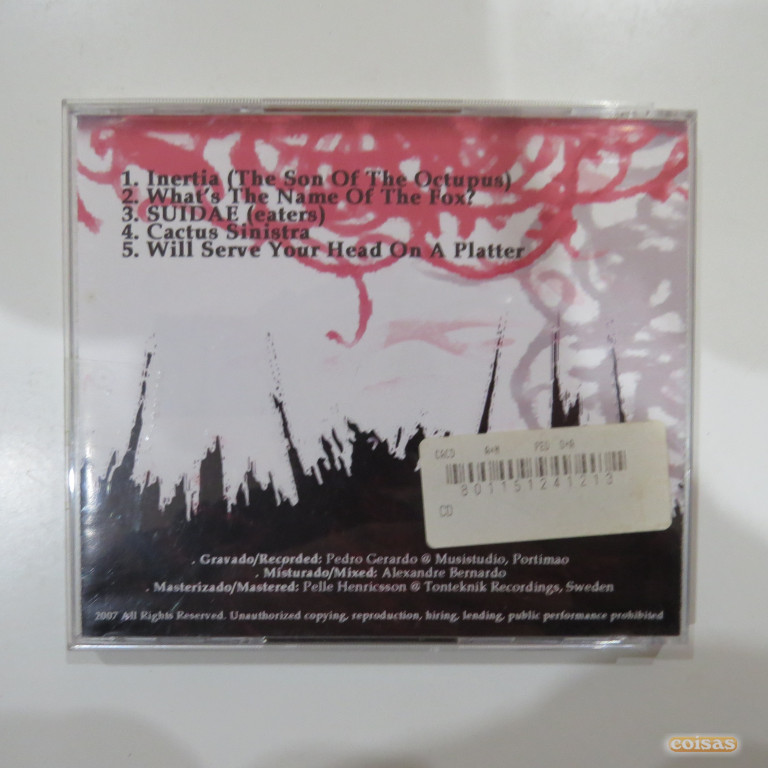 1. Inertia (The Son Of The Octupus)
2. What's The Name Of The Fox?
3. SUIDAE (eaters)
4. Cactus Sinistra
5. Will Serve Your Head On A Platter
CACD A+M PED S+A
801151241213
CD
. Gravado/Recorded: Pedro Gerardo @ Musistudio, Portimao
. Misturado/Mixed: Alexandre Bernardo
. Masterizado/Mastered: Pelle Henricsson @ Tonteknik Recordings, Sweden
2007 All Rights Reserved. Unauthorized copying, reproduction, hiring, lending, public performance prohibited
coisas